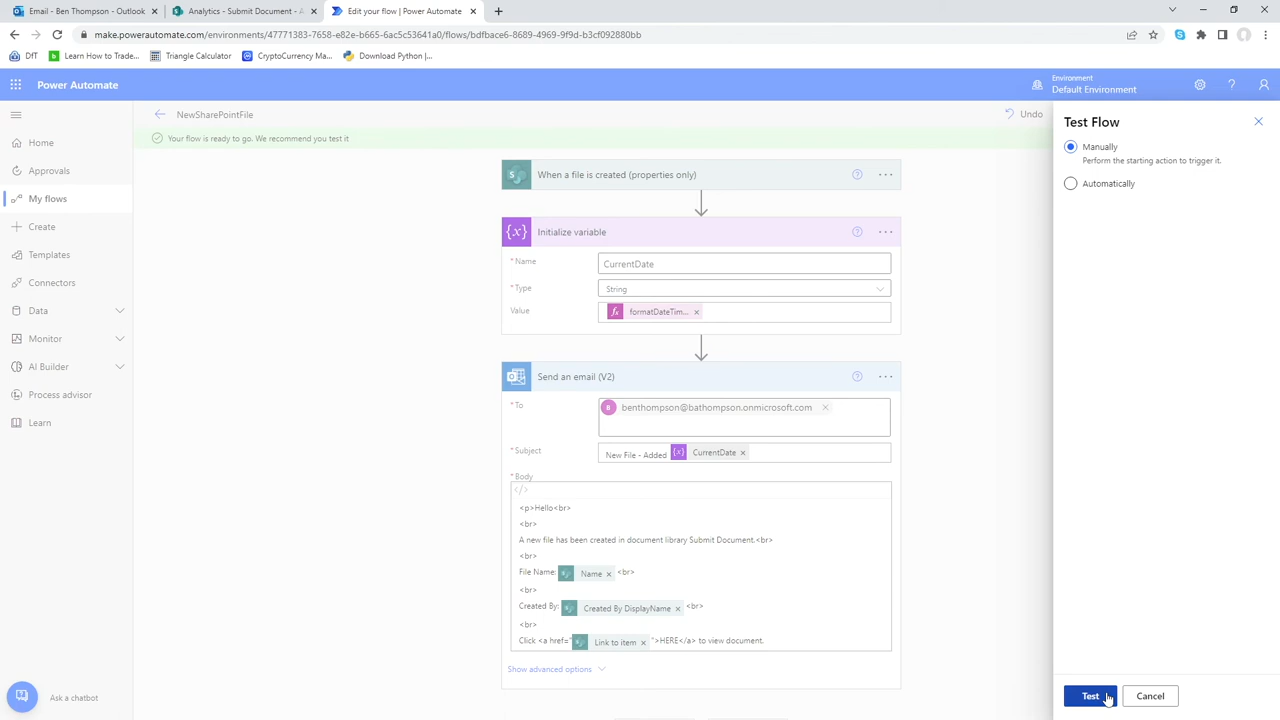 Email - Ben Thompson - Outlook
Analytics - Submit Document - A
Edit your flow | Power Automate
make.powerautomate.com/environments/47771383-7658-e82e-b665-6ac5c53641a0/flows/bdfbace6-8689-4969-9f9d-b3cf092880bb
DfT
Learn How to Trade...
Triangle Calculator
CryptoCurrency Ma...
Download Python |...
Power Automate
Environment
Default Environment
NewSharePointFile
Undo
Your flow is ready to go. We recommend you test it
Home
Approvals
My flows
Create
Templates
Connectors
Data
Monitor
AI Builder
Process advisor
Learn
Ask a chatbot
When a file is created (properties only)
{x} Initialize variable
* Name CurrentDate
* Type String
Value fx formatDateTim...
Send an email (V2)
* To B benthompson@bathompson.onmicrosoft.com
* Subject New File - Added {x} CurrentDate
* Body
</>
<p>Hello<br>
<br>
A new file has been created in document library Submit Document.<br>
<br>
File Name: Name <br>
<br>
Created By: Created By DisplayName <br>
<br>
Click <a href=" Link to item ">HERE</a> to view document.
Show advanced options
Test Flow
Manually
Perform the starting action to trigger it.
Automatically
Test
Cancel